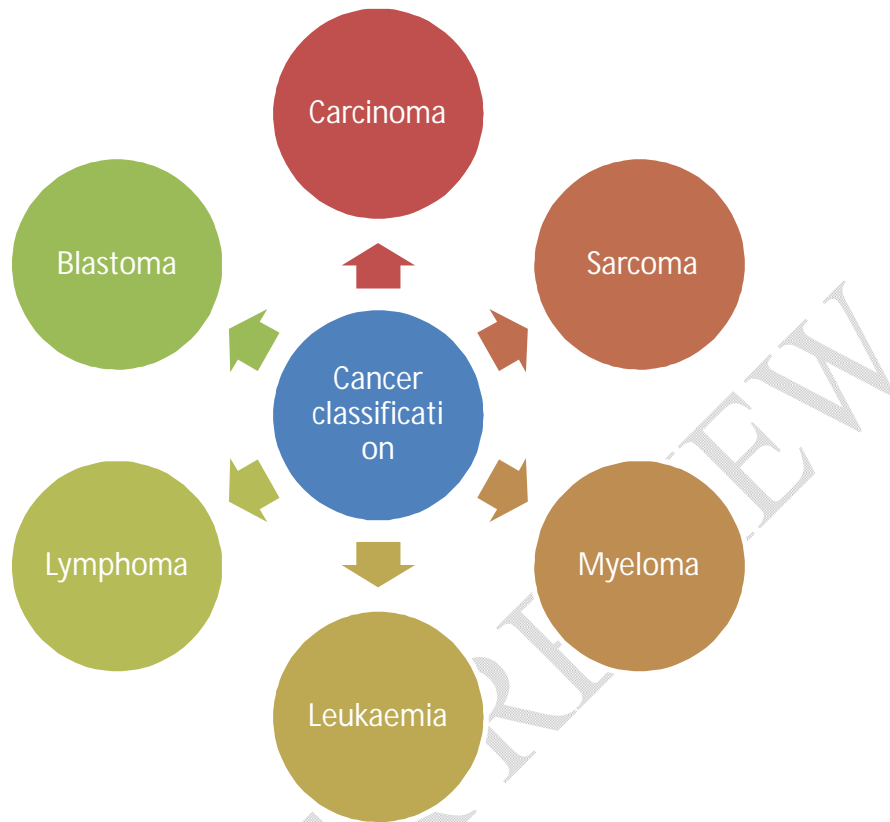 Carcinoma
Blastoma
Sarcoma
Cancer
classificati
on
Lymphoma
Myeloma
Leukaemia